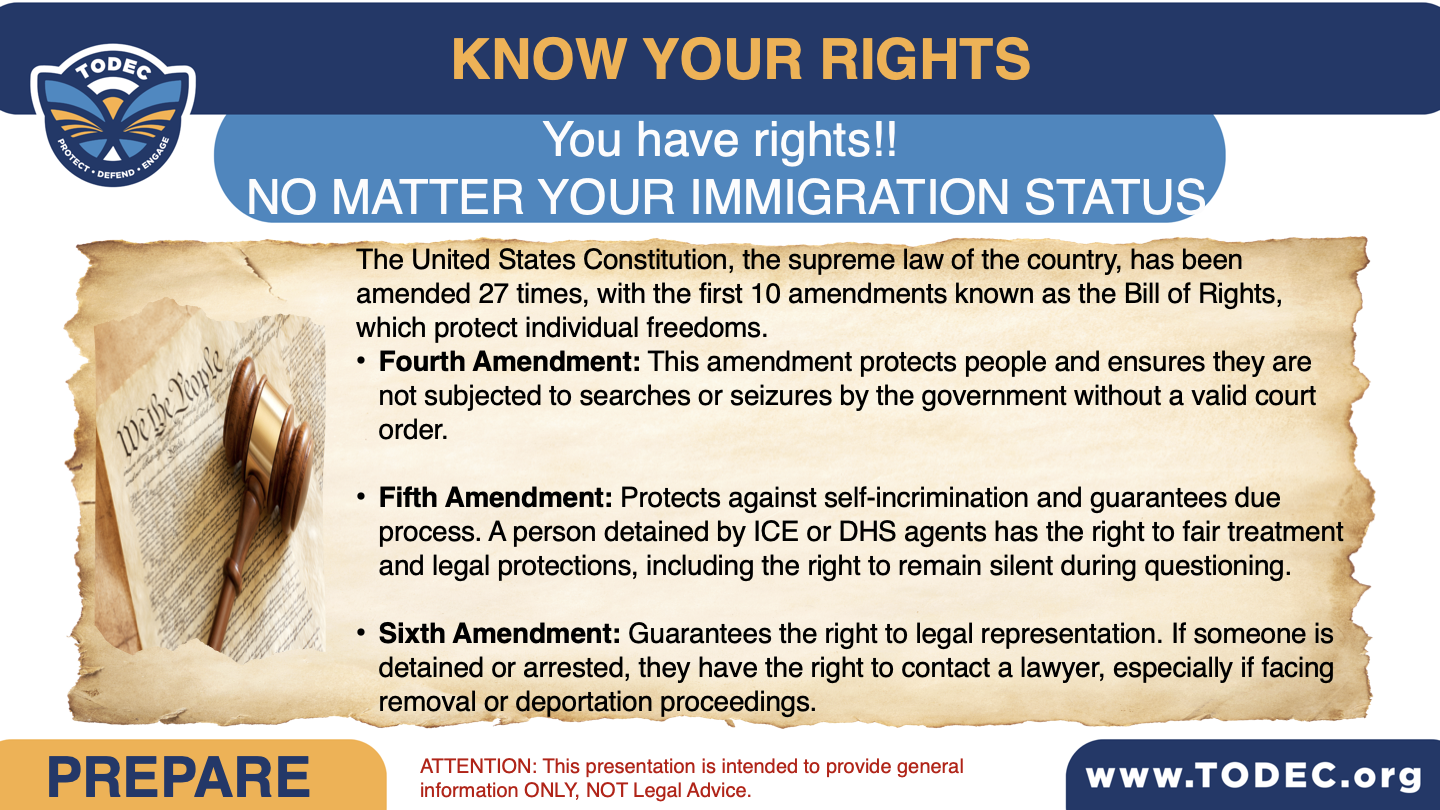 KNOW YOUR RIGHTS
TODEC
PROTECT • DEFEND • ENGAGE
You have rights!!
NO MATTER YOUR IMMIGRATION STATUS
The United States Constitution, the supreme law of the country, has been
amended 27 times, with the first 10 amendments known as the Bill of Rights,
which protect individual freedoms.
• Fourth Amendment: This amendment protects people and ensures they are
not subjected to searches or seizures by the government without a valid court
order.
• Fifth Amendment: Protects against self-incrimination and guarantees due
process. A person detained by ICE or DHS agents has the right to fair treatment
and legal protections, including the right to remain silent during questioning.
• Sixth Amendment: Guarantees the right to legal representation. If someone is
detained or arrested, they have the right to contact a lawyer, especially if facing
removal or deportation proceedings.
We the People
PREPARE
ATTENTION: This presentation is intended to provide general
information ONLY, NOT Legal Advice.
www.TODEC.org